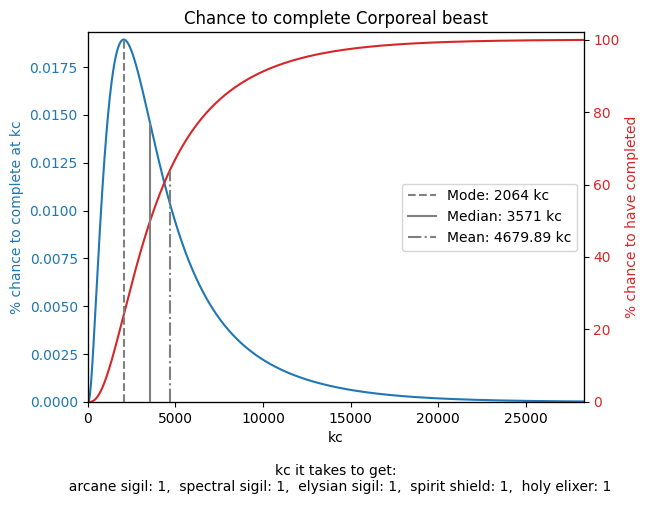 Chance to complete Corporeal beast
% chance to complete at kc
0.0175
0.0150
0.0125
0.0100
0.0075
0.0050
0.0025
0.0000
Mode: 2064 kc
Median: 3571 kc
Mean: 4679.89 kc
100
80
60
40
20
0
% chance to have completed
0 5000 10000 15000 20000 25000
kc
kc it takes to get:
arcane sigil: 1, spectral sigil: 1, elysian sigil: 1, spirit shield: 1, holy elixer: 1